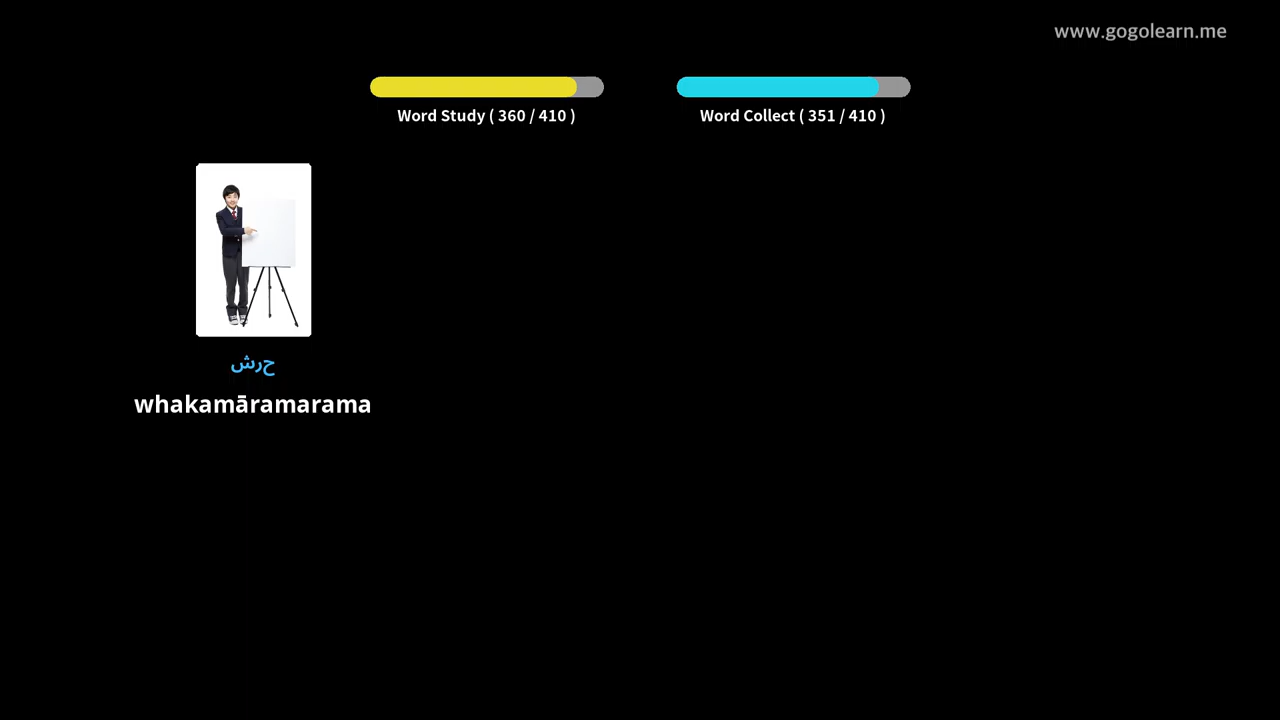 www.gogolearn.me
Word Study ( 360 / 410 )
Word Collect ( 351 / 410 )
حرش
whakamāramarama